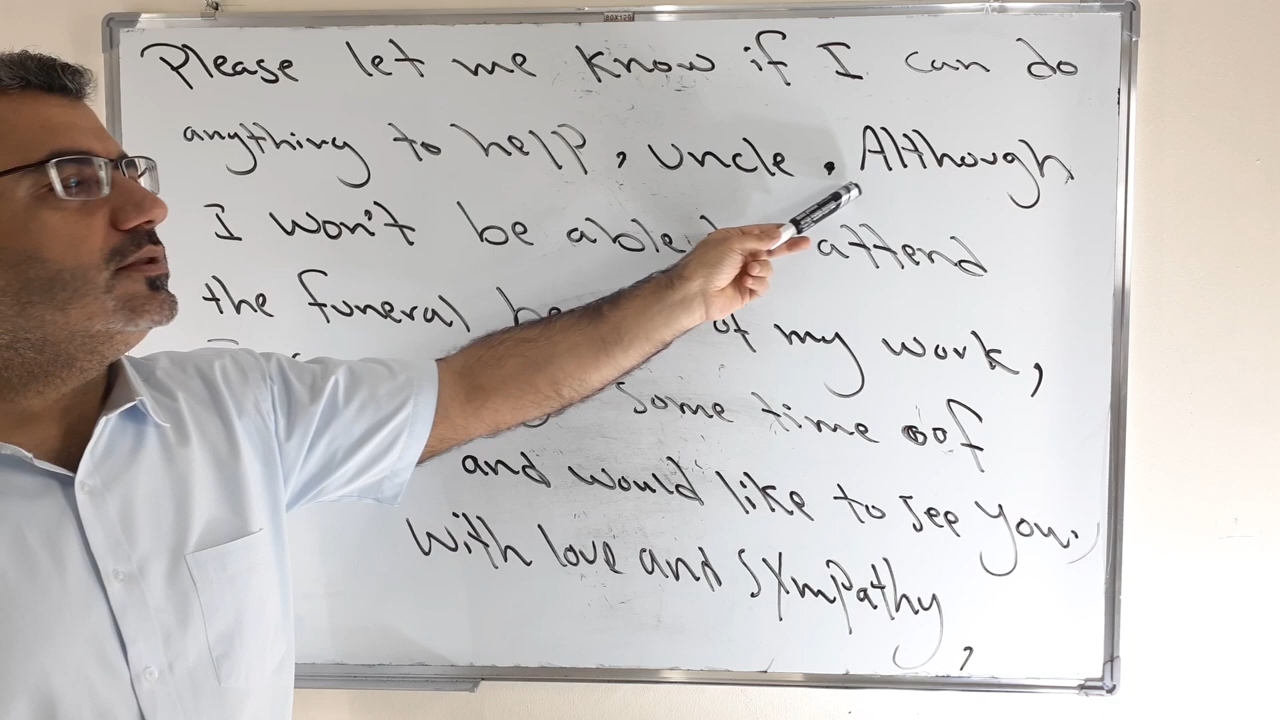 80X120
Please let me know if I can do
anything to help, Uncle. Although
I won't be able attend
the funeral of my work,
some time oof
and would like to see you.
With love and Sympathy,